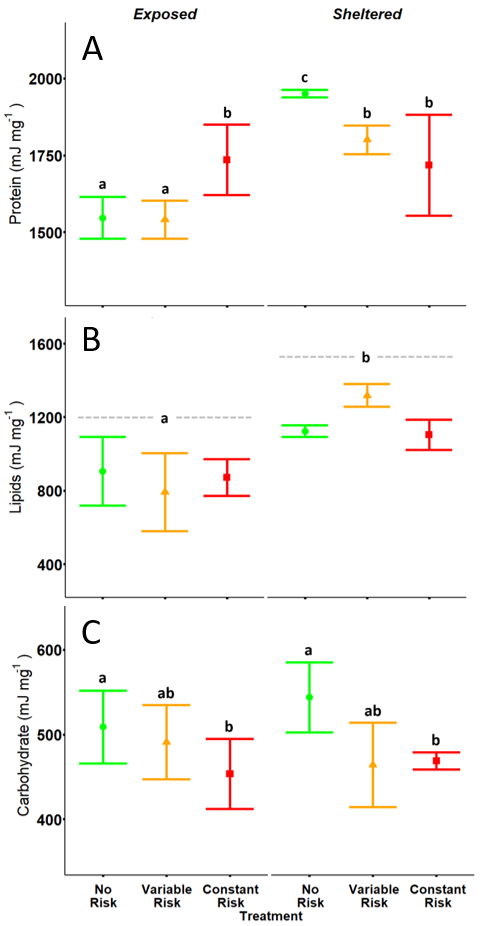 Exposed Sheltered
A
Protein (mJ mg⁻¹)
2000
1750
1500
a a b c b b
B
Lipids (mJ mg⁻¹)
1600
1200
800
400
a b
C
Carbohydrate (mJ mg⁻¹)
600
500
400
a ab b a ab b
No Variable Constant No Variable Constant
Risk Risk Risk Risk Risk Risk
Treatment